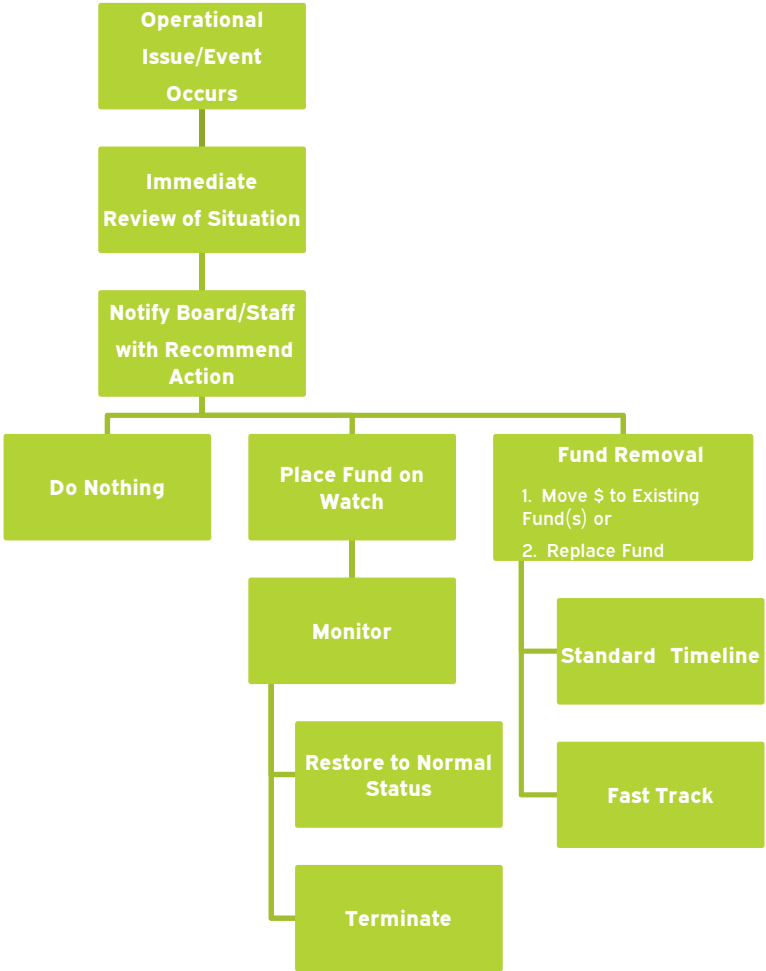 Operational
Issue/Event
Occurs
Immediate
Review of Situation
Notify Board/Staff
with Recommend
Action
Do Nothing
Place Fund on
Watch
Fund Removal
1. Move $ to Existing
Fund(s) or
2. Replace Fund
Monitor
Standard Timeline
Restore to Normal
Status
Fast Track
Terminate